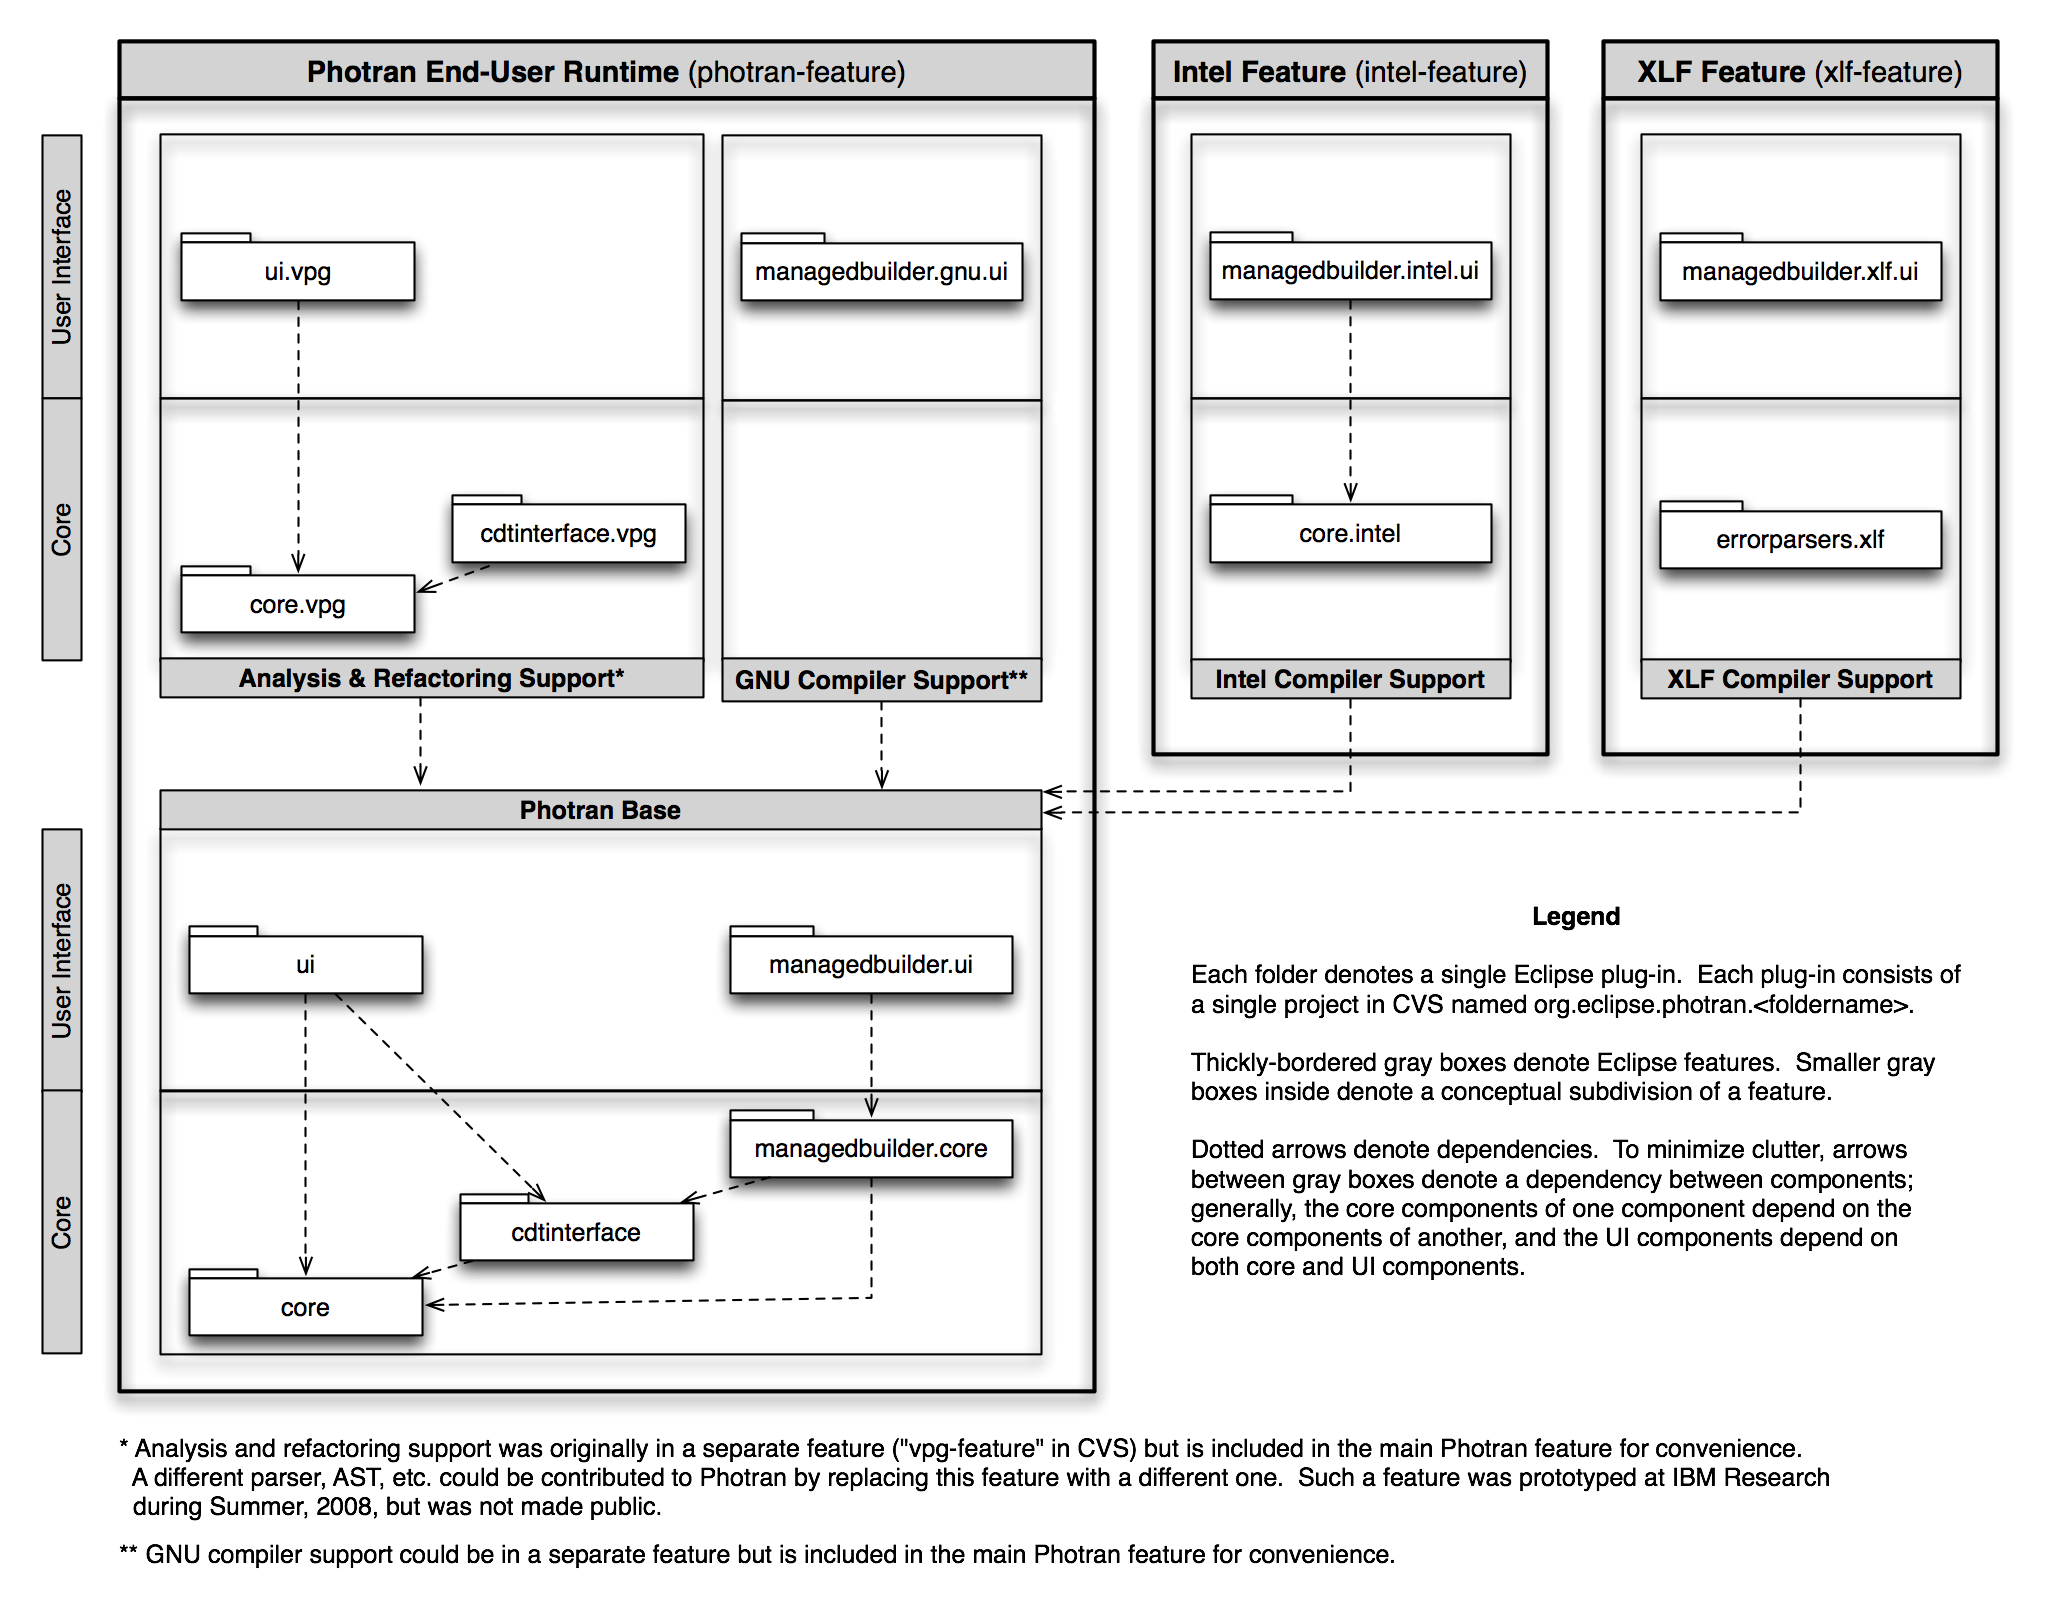 Photran End-User Runtime (photran-feature)
Intel Feature (intel-feature)
XLF Feature (xlf-feature)
User Interface
ui.vpg
managedbuilder.gnu.ui
managedbuilder.intel.ui
managedbuilder.xlf.ui
Core
cdtinterface.vpg
core.vpg
core.intel
errorparsers.xlf
Analysis & Refactoring Support*
GNU Compiler Support**
Intel Compiler Support
XLF Compiler Support
Photran Base
User Interface
ui
managedbuilder.ui
Core
managedbuilder.core
cdtinterface
core
Legend
Each folder denotes a single Eclipse plug-in.  Each plug-in consists of
a single project in CVS named org.eclipse.photran.<foldername>.
Thickly-bordered gray boxes denote Eclipse features.  Smaller gray
boxes inside denote a conceptual subdivision of a feature.
Dotted arrows denote dependencies.  To minimize clutter, arrows
between gray boxes denote a dependency between components;
generally, the core components of one component depend on the
core components of another, and the UI components depend on
both core and UI components.
* Analysis and refactoring support was originally in a separate feature ("vpg-feature" in CVS) but is included in the main Photran feature for convenience.
A different parser, AST, etc. could be contributed to Photran by replacing this feature with a different one.  Such a feature was prototyped at IBM Research
during Summer, 2008, but was not made public.
** GNU compiler support could be in a separate feature but is included in the main Photran feature for convenience.